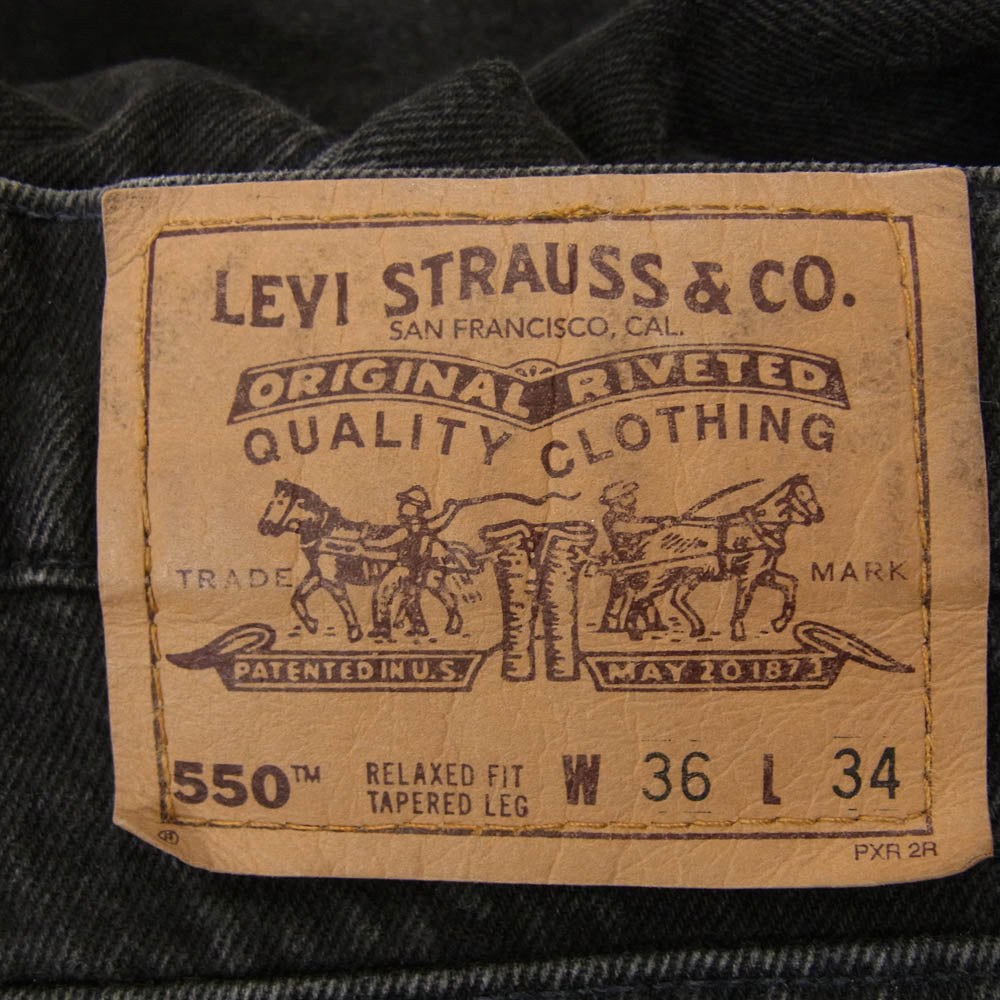 LEVI STRAUSS & CO.
SAN FRANCISCO, CAL.
ORIGINAL RIVETED
QUALITY CLOTHING
TRADE MARK
PATENTED IN U.S. MAY 20 1873
550™ RELAXED FIT W 36 L 34
TAPERED LEG
PXR 2R